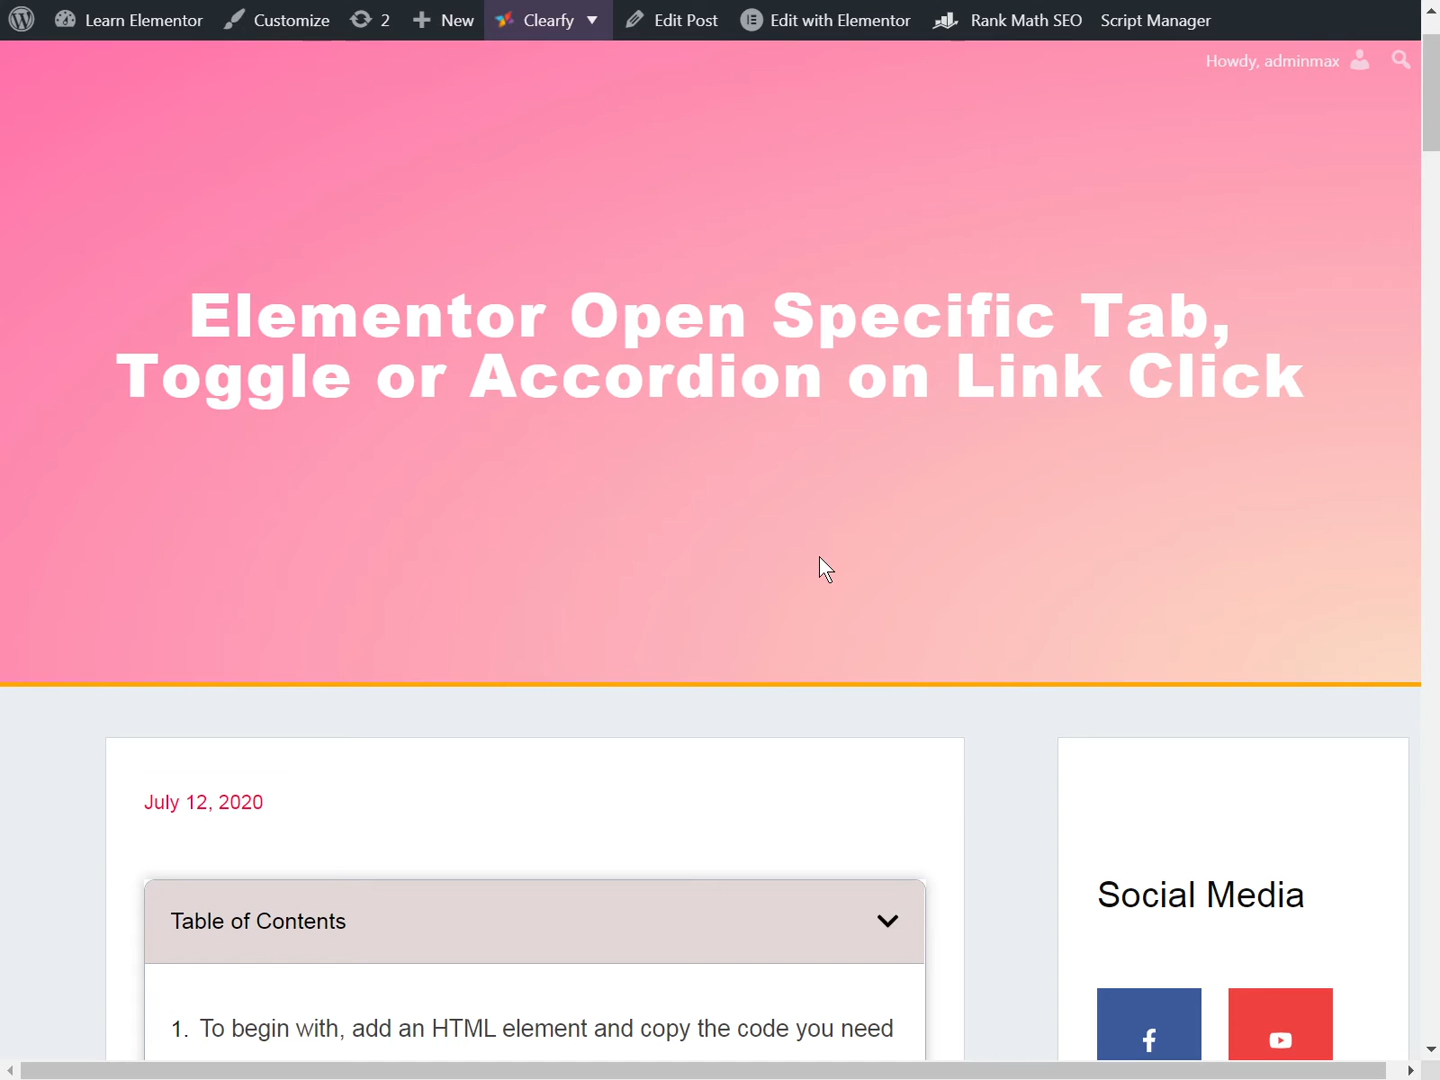 Learn Elementor Customize 2 New Clearfy ▼ Edit Post Edit with Elementor Rank Math SEO Script Manager
Howdy, adminmax
Elementor Open Specific Tab,
Toggle or Accordion on Link Click
July 12, 2020
Table of Contents
Social Media
1. To begin with, add an HTML element and copy the code you need